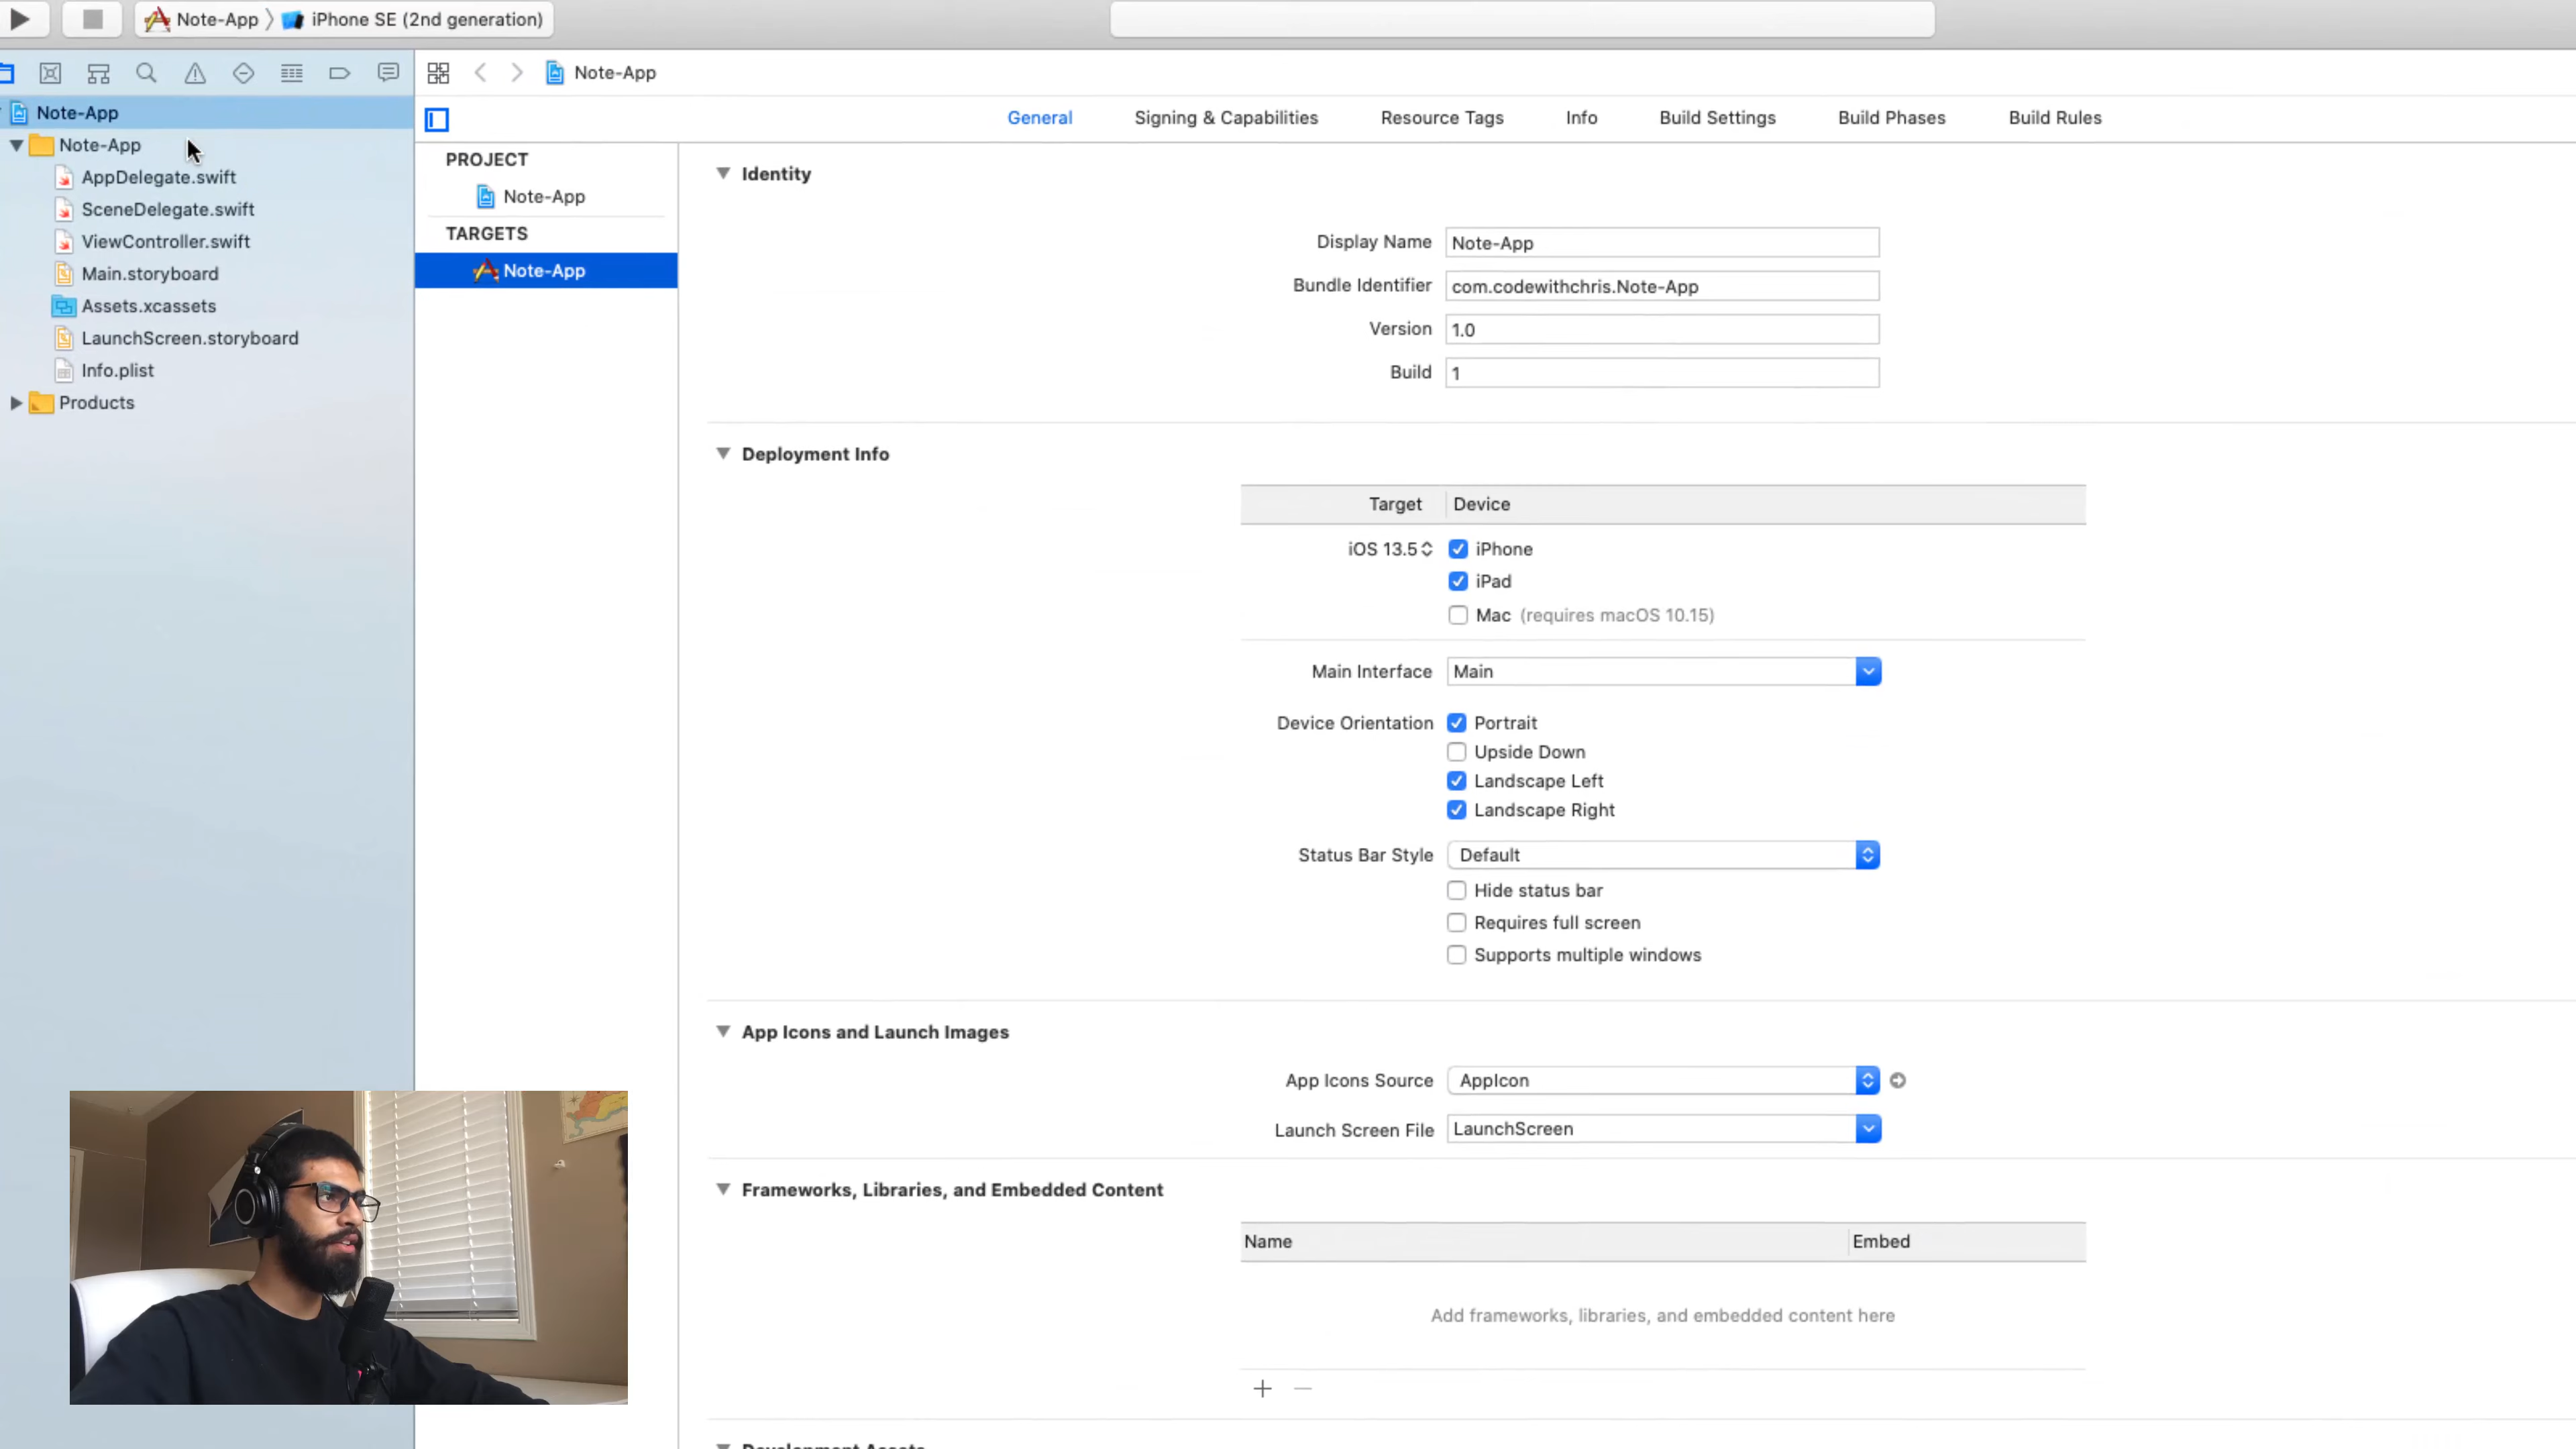 Note-App
iPhone SE (2nd generation)
Note-App
Note-App
Note-App
AppDelegate.swift
SceneDelegate.swift
ViewController.swift
Main.storyboard
Assets.xcassets
LaunchScreen.storyboard
Info.plist
Products
General Signing & Capabilities Resource Tags Info Build Settings Build Phases Build Rules
PROJECT
Note-App
TARGETS
Note-App
Identity
Display Name Note-App
Bundle Identifier com.codewithchris.Note-App
Version 1.0
Build 1
Deployment Info
Target Device
iOS 13.5 iPhone
iPad
Mac (requires macOS 10.15)
Main Interface Main
Device Orientation Portrait
Upside Down
Landscape Left
Landscape Right
Status Bar Style Default
Hide status bar
Requires full screen
Supports multiple windows
App Icons and Launch Images
App Icons Source AppIcon
Launch Screen File LaunchScreen
Frameworks, Libraries, and Embedded Content
Name Embed
Add frameworks, libraries, and embedded content here
Development Assets